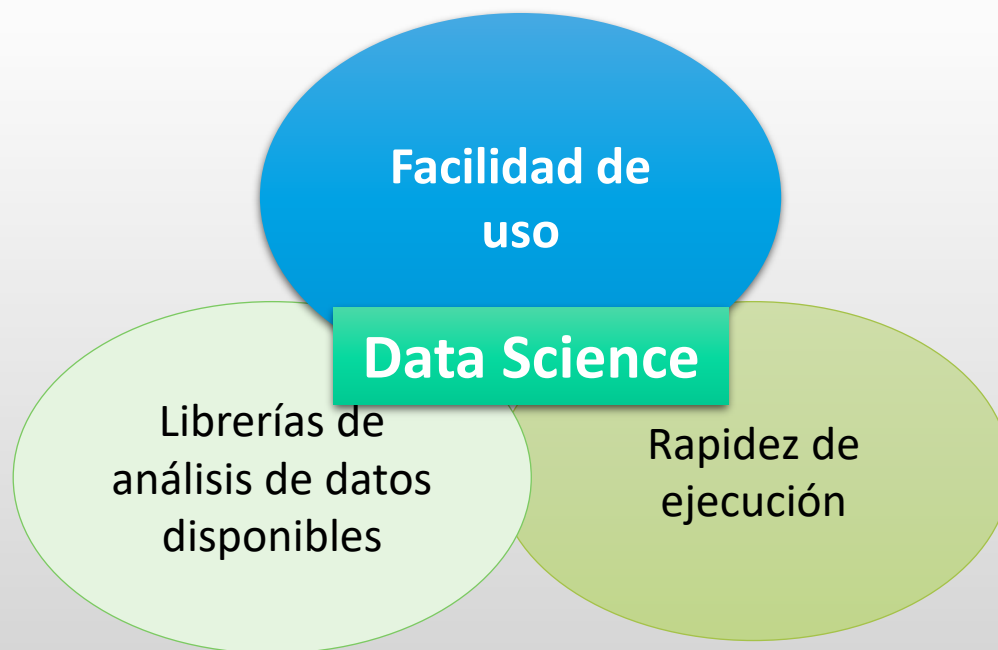 Facilidad de
uso
Data Science
Librerías de
análisis de datos
disponibles
Rapidez de
ejecución